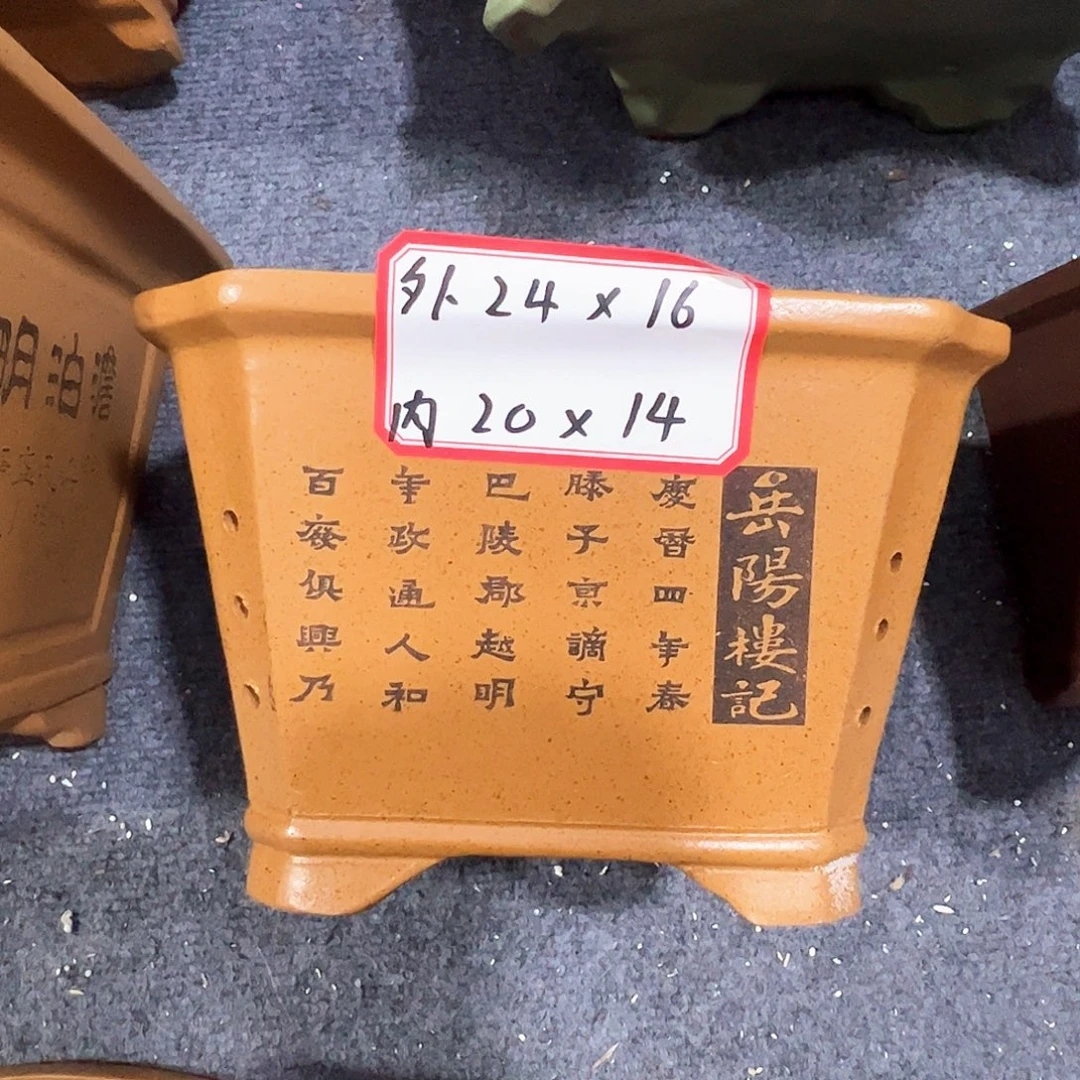 外 24 x 16
内 20 x 14
岳陽樓記
慶曆四年春
滕子京謫守
巴陵郡越明
年政通人和
百廢俱興乃
明